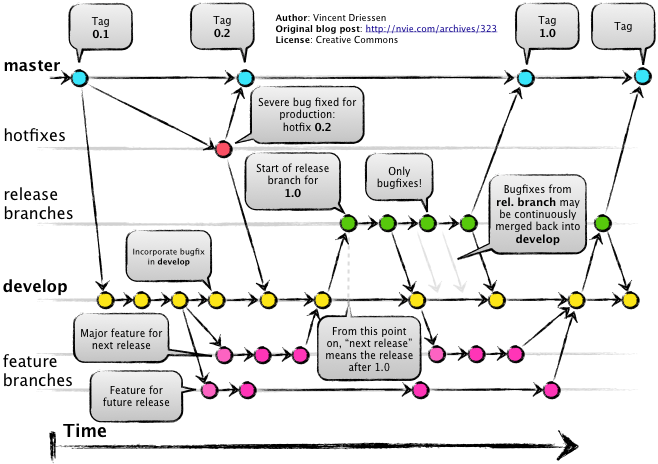 Tag
0.1
Tag
0.2
Author: Vincent Driessen
Original blog post: http://nvie.com/archives/323
License: Creative Commons
Tag
1.0
Tag
master
Severe bug fixed for
production:
hotfix 0.2
hotfixes
Start of release
branch for
1.0
Only
bugfixes!
release
branches
Bugfixes from
rel. branch may
be continuously
merged back into
develop
Incorporate bugfix
in develop
develop
Major feature for
next release
From this point
on, “next release”
means the release
after 1.0
feature
branches
Feature for
future release
Time